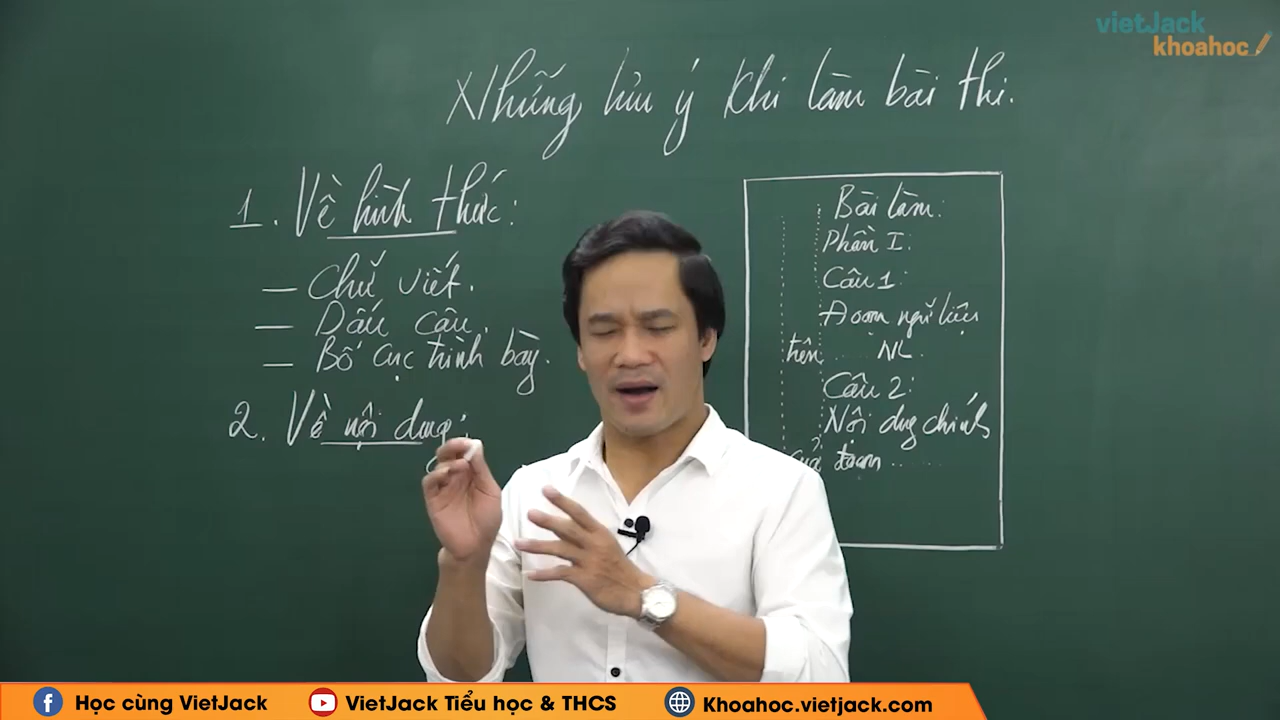 vietJack
khoahoc
Những lưu ý khi làm bài thi.
1. Về hình thức:
– Chữ viết.
– Dấu câu.
– Bố cục trình bày.
2. Về nội dung:
Bài làm:
Phần I:
Câu 1:
Đoạn ngữ liệu
trên ..... NL.
Câu 2:
Nội dung chính
của đoạn ......
Học cùng VietJack
VietJack Tiểu học & THCS
Khoahoc.vietjack.com